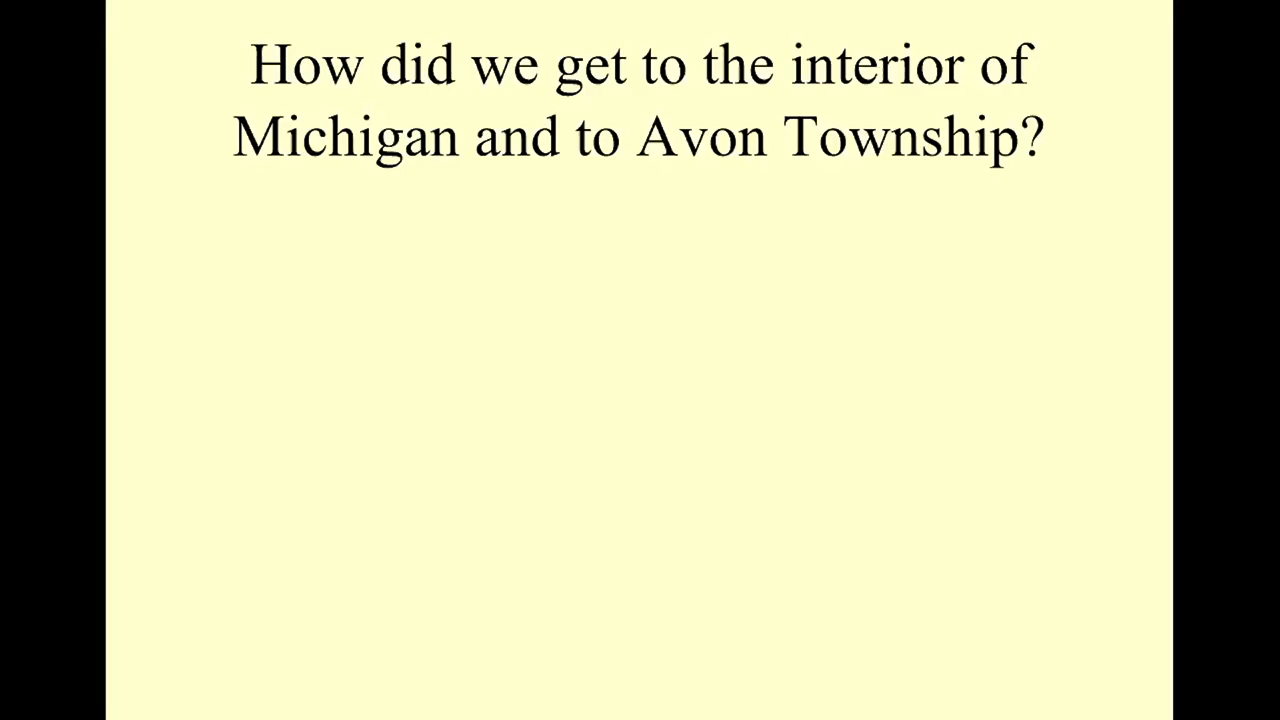 How did we get to the interior of
Michigan and to Avon Township?